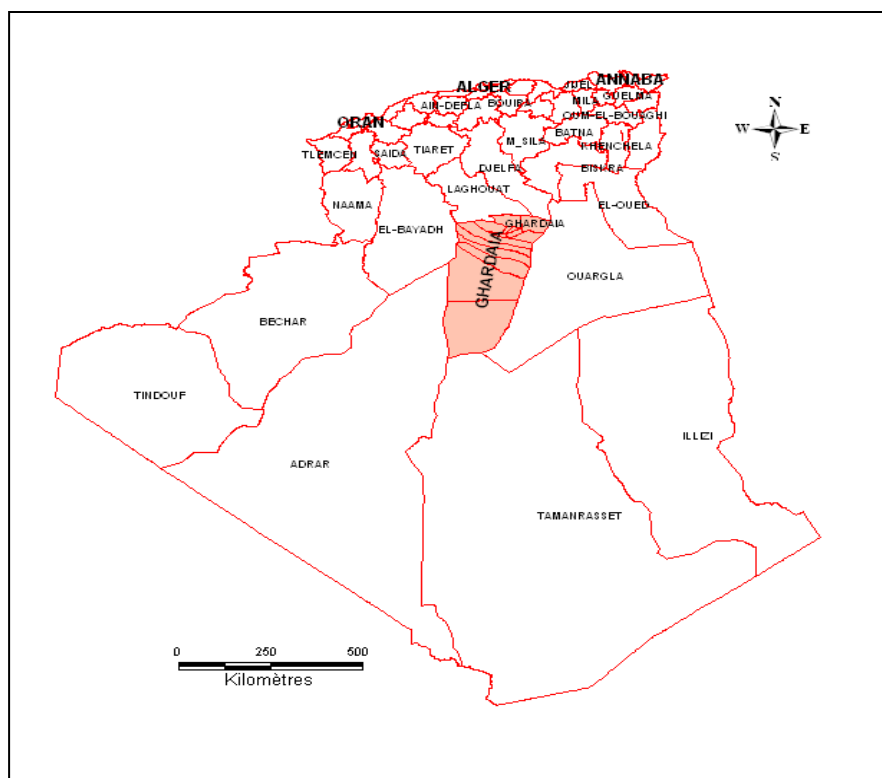 ALGER
ANNABA
JIJEL
AIN-DEFLA
BOUIRA
MILA
GUELMA
ORAN
OUM-EL-BOUAGHI
TLEMCEN
SAIDA
TIARET
M_SILA
BATNA
KHENCHELA
DJELFA
BISKRA
LAGHOUAT
NAAMA
EL-OUED
EL-BAYADH
GHARDAIA
GHARDAIA
OUARGLA
BECHAR
TINDOUF
ADRAR
ILLIZI
TAMANRASSET
N
W E
S
0 250 500
Kilomètres